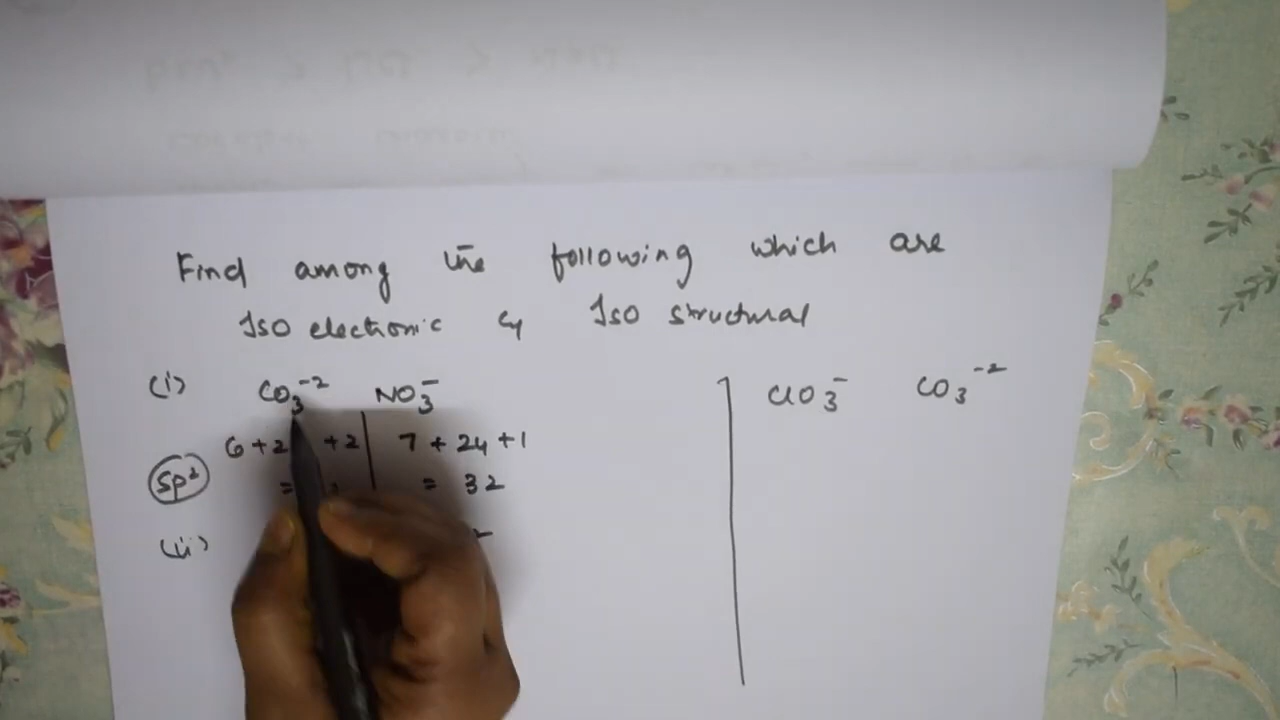 Find among the following which are
Iso electronic & Iso structural
(i) CO₃⁻² NO₃⁻
6+2 +2 | 7 + 24 +1
sp² = = 32
(ii)
ClO₃⁻ CO₃⁻²